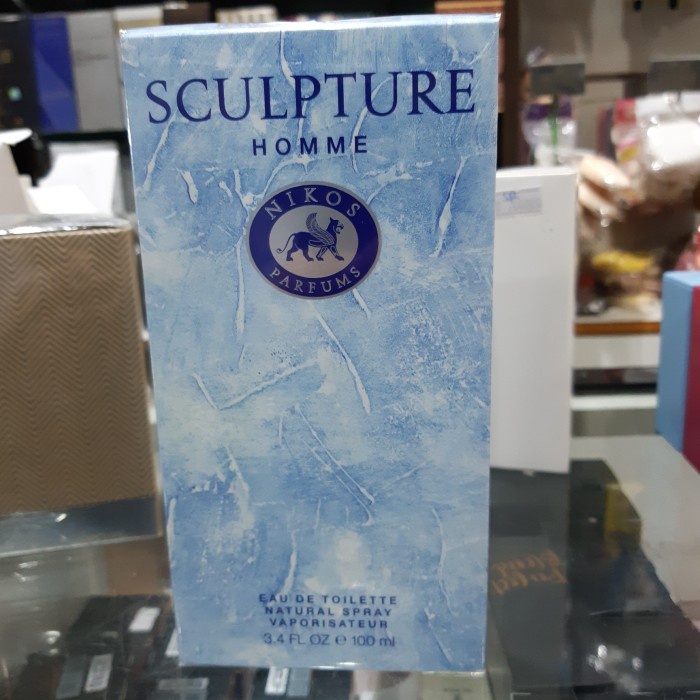 SCULPTURE
HOMME
NIKOS
PARFUMS
EAU DE TOILETTE
NATURAL SPRAY
VAPORISATEUR
3.4 FL OZ ℮ 100 ml